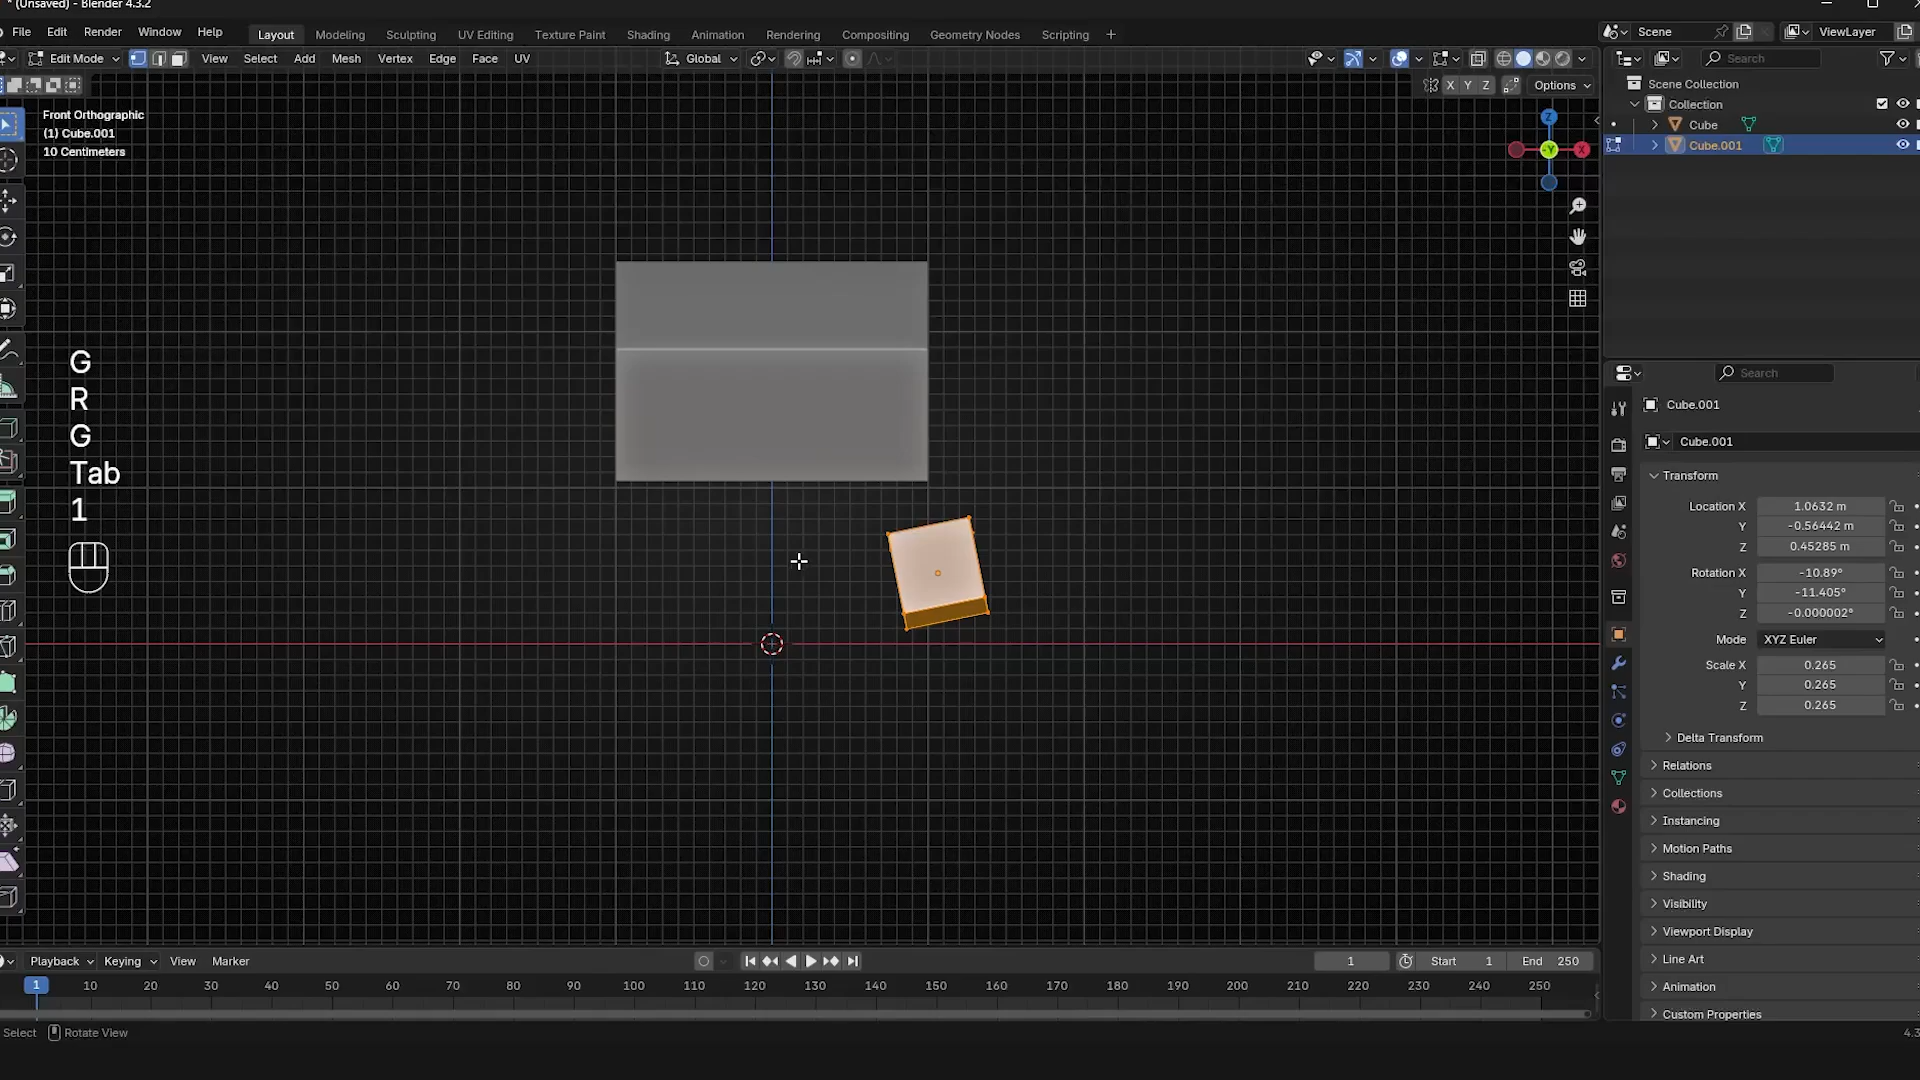 * (Unsaved) - Blender 4.3.2
File Edit Render Window Help Layout Modeling Sculpting UV Editing Texture Paint Shading Animation Rendering Compositing Geometry Nodes Scripting + Scene ViewLayer
Edit Mode View Select Add Mesh Vertex Edge Face UV Global Search
X Y Z Options
Scene Collection
Collection
Cube
Cube.001
Front Orthographic
(1) Cube.001
10 Centimeters
Z
Y
X
G
R
G
Tab
1
Search
Cube.001
Cube.001
Transform
Location X 1.0632 m
Y -0.56442 m
Z 0.45285 m
Rotation X -10.89°
Y -11.405°
Z -0.000002°
Mode XYZ Euler
Scale X 0.265
Y 0.265
Z 0.265
Delta Transform
Relations
Collections
Instancing
Motion Paths
Shading
Visibility
Viewport Display
Line Art
Animation
Custom Properties
Playback Keying View Marker 1 Start 1 End 250
1 10 20 30 40 50 60 70 80 90 100 110 120 130 140 150 160 170 180 190 200 210 220 230 240 250
Select Rotate View 4.3